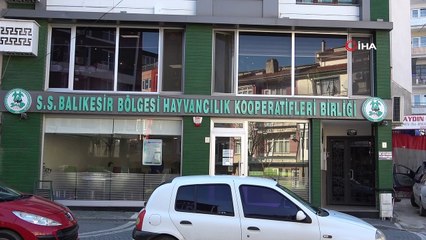 İHA
S.S. BALIKESİR BÖLGESİ HAYVANCILIK KOOPERATİFLERİ BİRLİĞİ
AYDIN